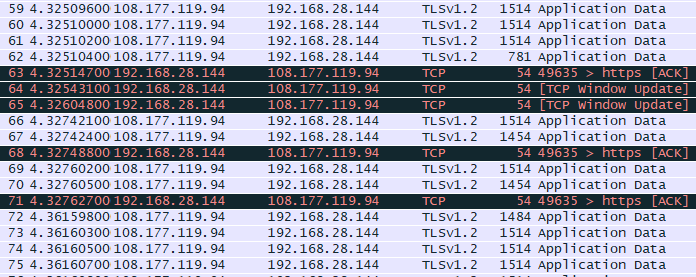 59 4.32509600 108.177.119.94 192.168.28.144 TLSv1.2 1514 Application Data
60 4.32510000 108.177.119.94 192.168.28.144 TLSv1.2 1514 Application Data
61 4.32510200 108.177.119.94 192.168.28.144 TLSv1.2 1514 Application Data
62 4.32510400 108.177.119.94 192.168.28.144 TLSv1.2 781 Application Data
63 4.32514700 192.168.28.144 108.177.119.94 TCP 54 49635 > https [ACK]
64 4.32543100 192.168.28.144 108.177.119.94 TCP 54 [TCP Window Update]
65 4.32604800 192.168.28.144 108.177.119.94 TCP 54 [TCP Window Update]
66 4.32742100 108.177.119.94 192.168.28.144 TLSv1.2 1514 Application Data
67 4.32742400 108.177.119.94 192.168.28.144 TLSv1.2 1454 Application Data
68 4.32748800 192.168.28.144 108.177.119.94 TCP 54 49635 > https [ACK]
69 4.32760200 108.177.119.94 192.168.28.144 TLSv1.2 1514 Application Data
70 4.32760500 108.177.119.94 192.168.28.144 TLSv1.2 1454 Application Data
71 4.32762700 192.168.28.144 108.177.119.94 TCP 54 49635 > https [ACK]
72 4.36159800 108.177.119.94 192.168.28.144 TLSv1.2 1484 Application Data
73 4.36160300 108.177.119.94 192.168.28.144 TLSv1.2 1514 Application Data
74 4.36160500 108.177.119.94 192.168.28.144 TLSv1.2 1514 Application Data
75 4.36160700 108.177.119.94 192.168.28.144 TLSv1.2 1514 Application Data